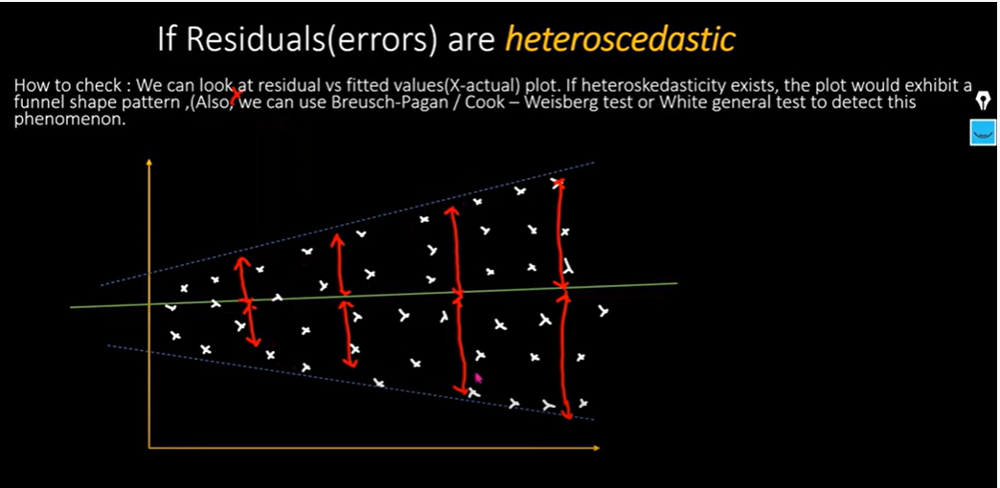 If Residuals(errors) are heteroscedastic
How to check : We can look at residual vs fitted values(X-actual) plot. If heteroskedasticity exists, the plot would exhibit a
funnel shape pattern ,(Also, we can use Breusch-Pagan / Cook – Weisberg test or White general test to detect this
phenomenon.